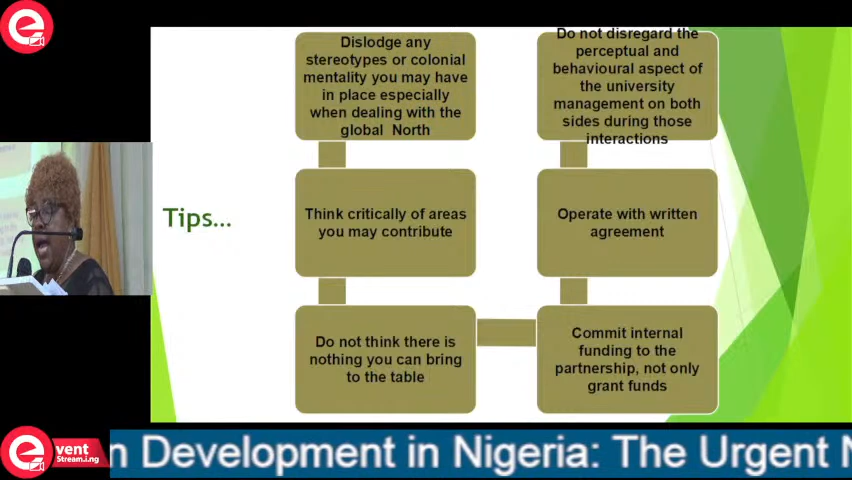 Dislodge any
stereotypes or colonial
mentality you may have
in place especially
when dealing with the
global North
Think critically of areas
you may contribute
Do not think there is
nothing you can bring
to the table
Commit internal
funding to the
partnership, not only
grant funds
Operate with written
agreement
Do not disregard the
perceptual and
behavioural aspect of
the university
management on both
sides during those
interactions
Tips...
e
vent
Stream.i.ng
n Development in Nigeria: The Urgent N